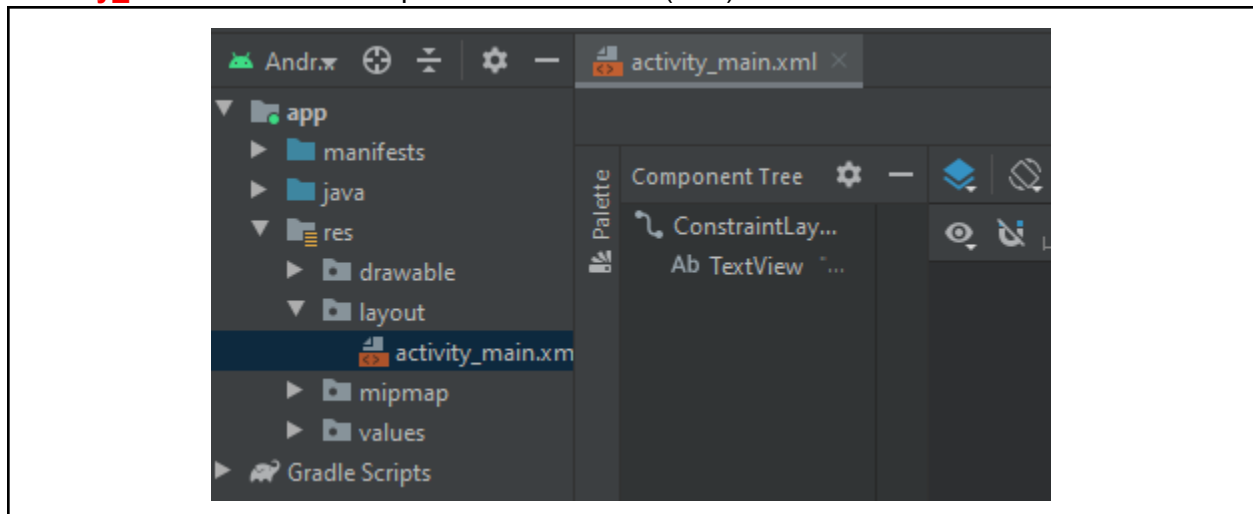 Andr...
activity_main.xml
app
manifests
java
res
drawable
layout
activity_main.xm
mipmap
values
Gradle Scripts
Palette
Component Tree
ConstraintLay...
Ab TextView "...